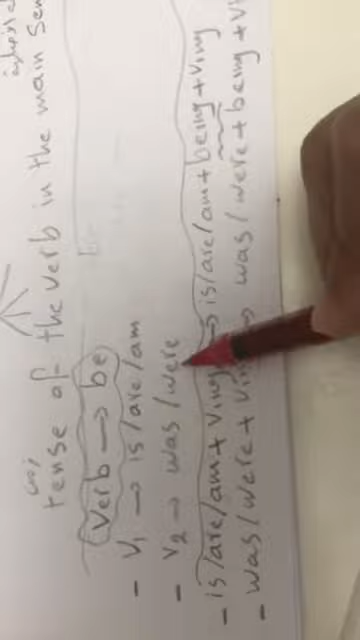 tense of the verb in the main sen
Verb → be
- V1 → is/are/am
- V2 → was/were
- is/are/am + Ving → is/are/am + being + Ving
- was/were + Ving → was/were + being + V